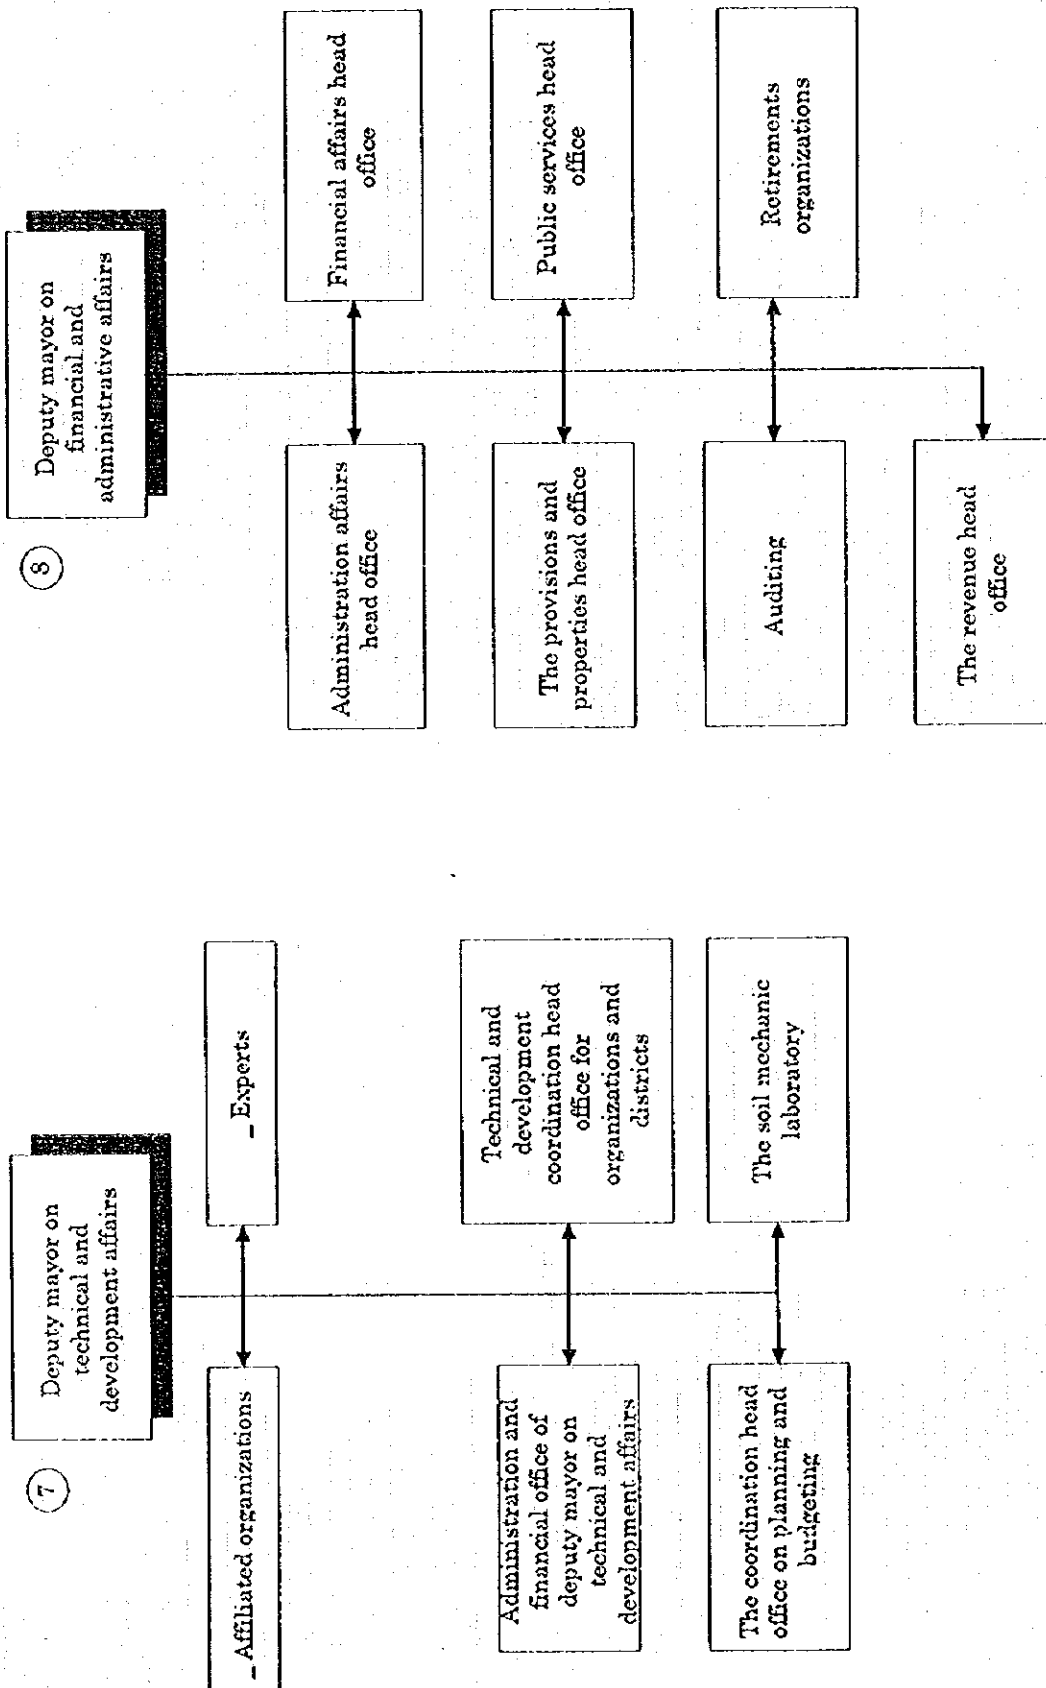 7
Deputy mayor on
technical and
development affairs
_ Affiliated organizations
_ Experts
Administration and
financial office of
deputy mayor on
technical and
development affairs
Technical and
development
coordination head
office for
organizations and
districts
The coordination head
office on planning and
budgeting
The soil mechanic
laboratory
8
Deputy mayor on
financial and
administrative affairs
Administration affairs
head office
Financial affairs head
office
The provisions and
properties head office
Public services head
office
Auditing
Retirements
organizations
The revenue head
office